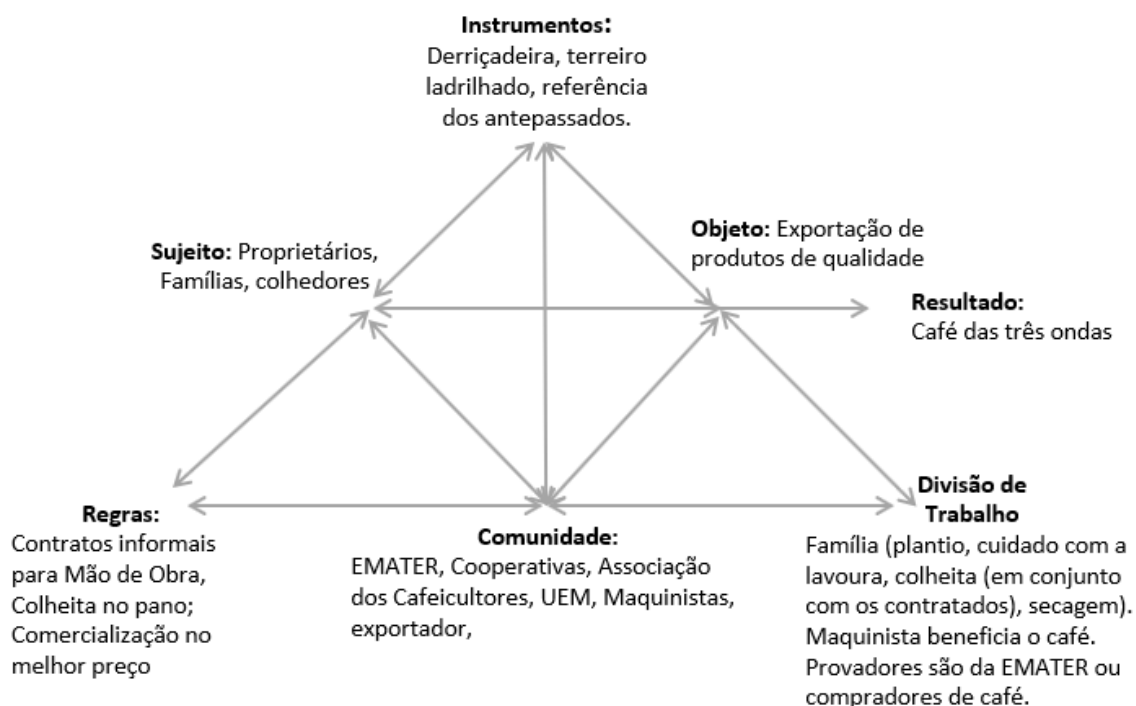 Instrumentos:
Derriçadeira, terreiro
ladrilhado, referência
dos antepassados.
Sujeito: Proprietários,
Famílias, colhedores
Objeto: Exportação de
produtos de qualidade
Resultado:
Café das três ondas
Regras:
Contratos informais
para Mão de Obra,
Colheita no pano;
Comercialização no
melhor preço
Comunidade:
EMATER, Cooperativas, Associação
dos Cafeicultores, UEM, Maquinistas,
exportador,
Divisão de
Trabalho
Família (plantio, cuidado com a
lavoura, colheita (em conjunto
com os contratados), secagem).
Maquinista beneficia o café.
Provadores são da EMATER ou
compradores de café.